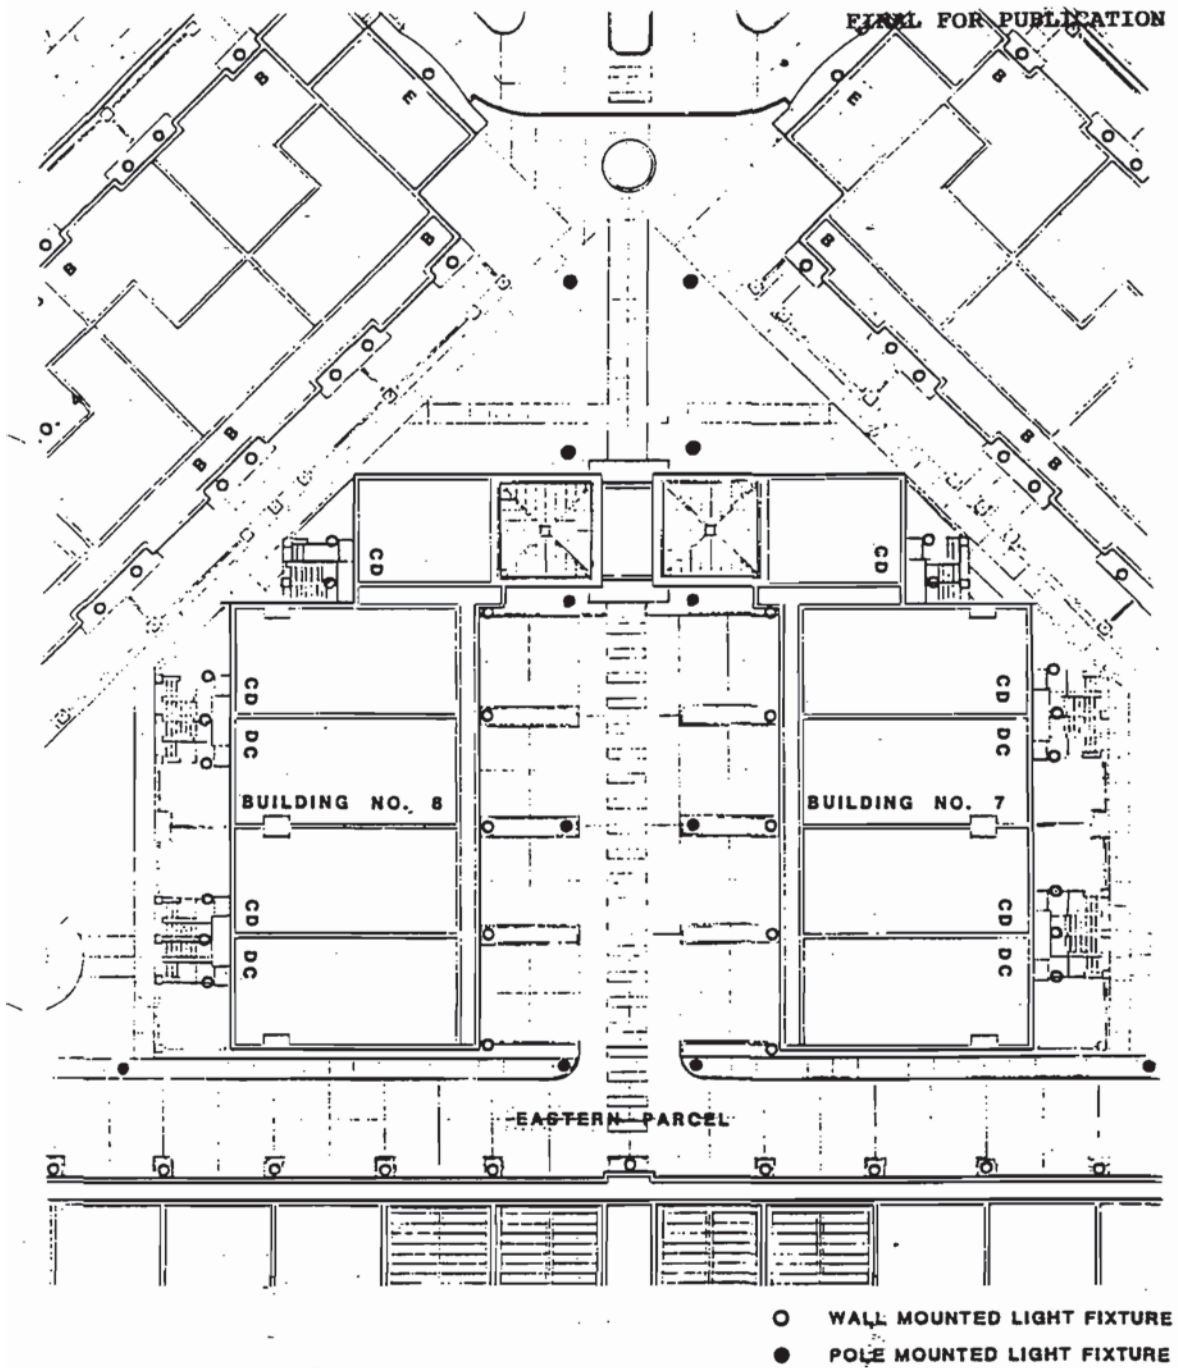 FINAL FOR PUBLICATION
B
E
E
B
B
B
B
B
B
B
B
B
CD
CD
CD
CD
DC
DC
BUILDING NO. 8
BUILDING NO. 7
CD
CD
DC
DC
EASTERN PARCEL
WALL MOUNTED LIGHT FIXTURE
POLE MOUNTED LIGHT FIXTURE